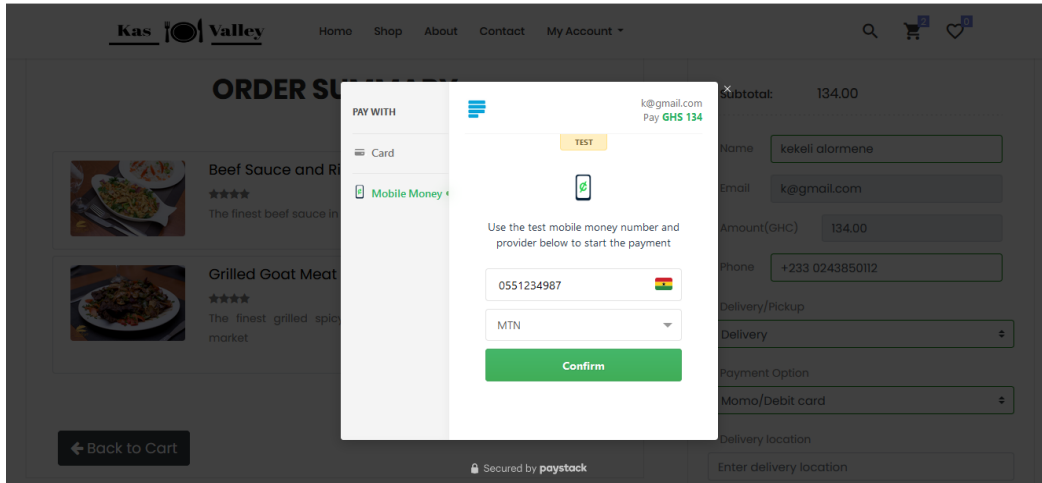 Kas Valley
Home Shop About Contact My Account
2
0
ORDER
Beef Sauce and
The finest beef sauce in
Grilled Goat Meat
The finest grilled spicy
market
Back to Cart
PAY WITH
Card
Mobile Money
k@gmail.com
Pay GHS 134
TEST
Use the test mobile money number and
provider below to start the payment
0551234987
MTN
Confirm
Secured by paystack
×
Subtotal: 134.00
Name kekeli alormene
Email k@gmail.com
Amount(GHC) 134.00
Phone +233 0243850112
Delivery/Pickup
Delivery
Payment Option
Momo/Debit card
Delivery location
Enter delivery location